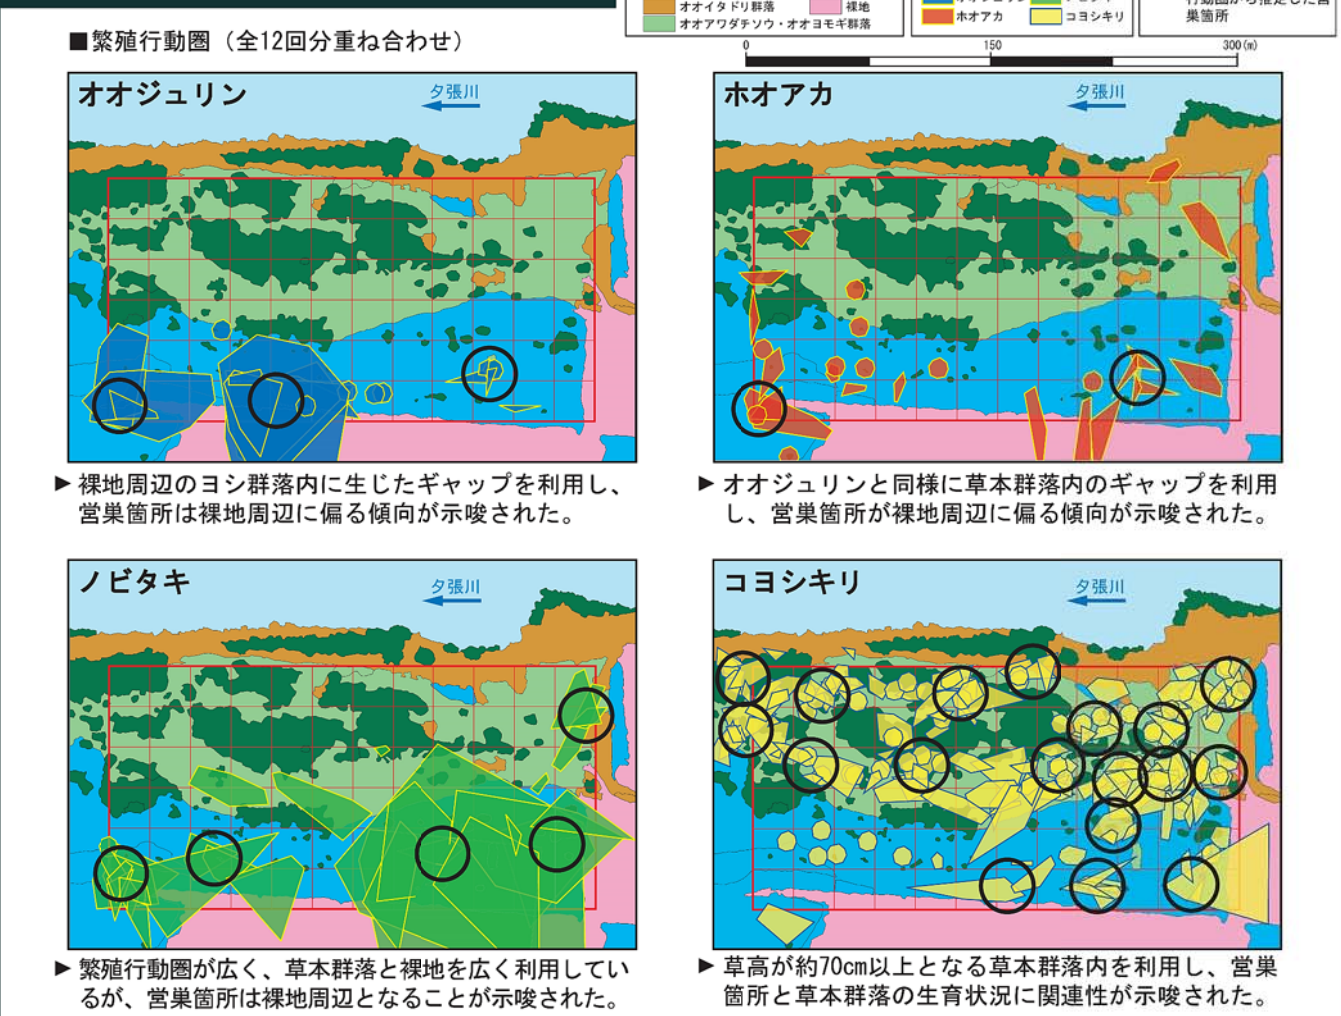 オオイタドリ群落 裸地
オオアワダチソウ・オオヨモギ群落
ホオアカ コヨシキリ
巣箇所
■繁殖行動圏（全12回分重ね合わせ）
0 150 300(m)
オオジュリン
夕張川
ホオアカ
夕張川
▶ 裸地周辺のヨシ群落内に生じたギャップを利用し、
営巣箇所は裸地周辺に偏る傾向が示唆された。
▶ オオジュリンと同様に草本群落内のギャップを利用
し、営巣箇所が裸地周辺に偏る傾向が示唆された。
ノビタキ
夕張川
コヨシキリ
夕張川
▶ 繁殖行動圏が広く、草本群落と裸地を広く利用してい
るが、営巣箇所は裸地周辺となることが示唆された。
▶ 草高が約70cm以上となる草本群落内を利用し、営巣
箇所と草本群落の生育状況に関連性が示唆された。